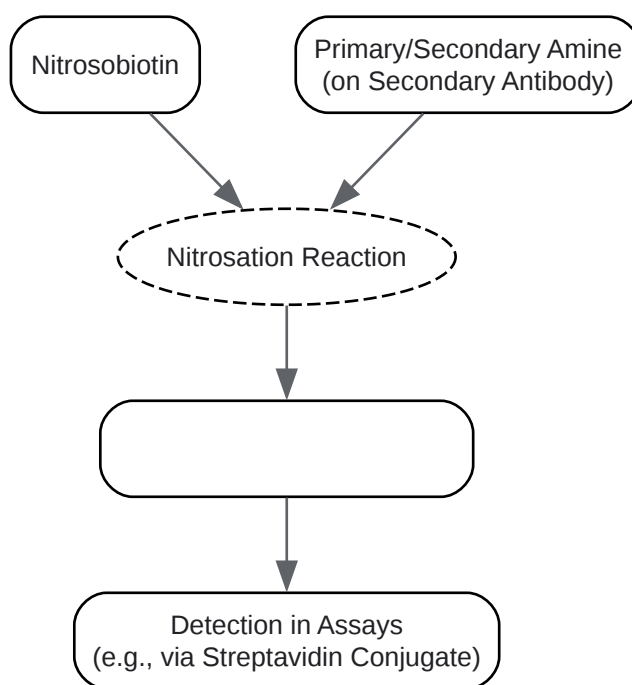 Nitrosobiotin
Primary/Secondary Amine
(on Secondary Antibody)
Nitrosation Reaction
Detection in Assays
(e.g., via Streptavidin Conjugate)